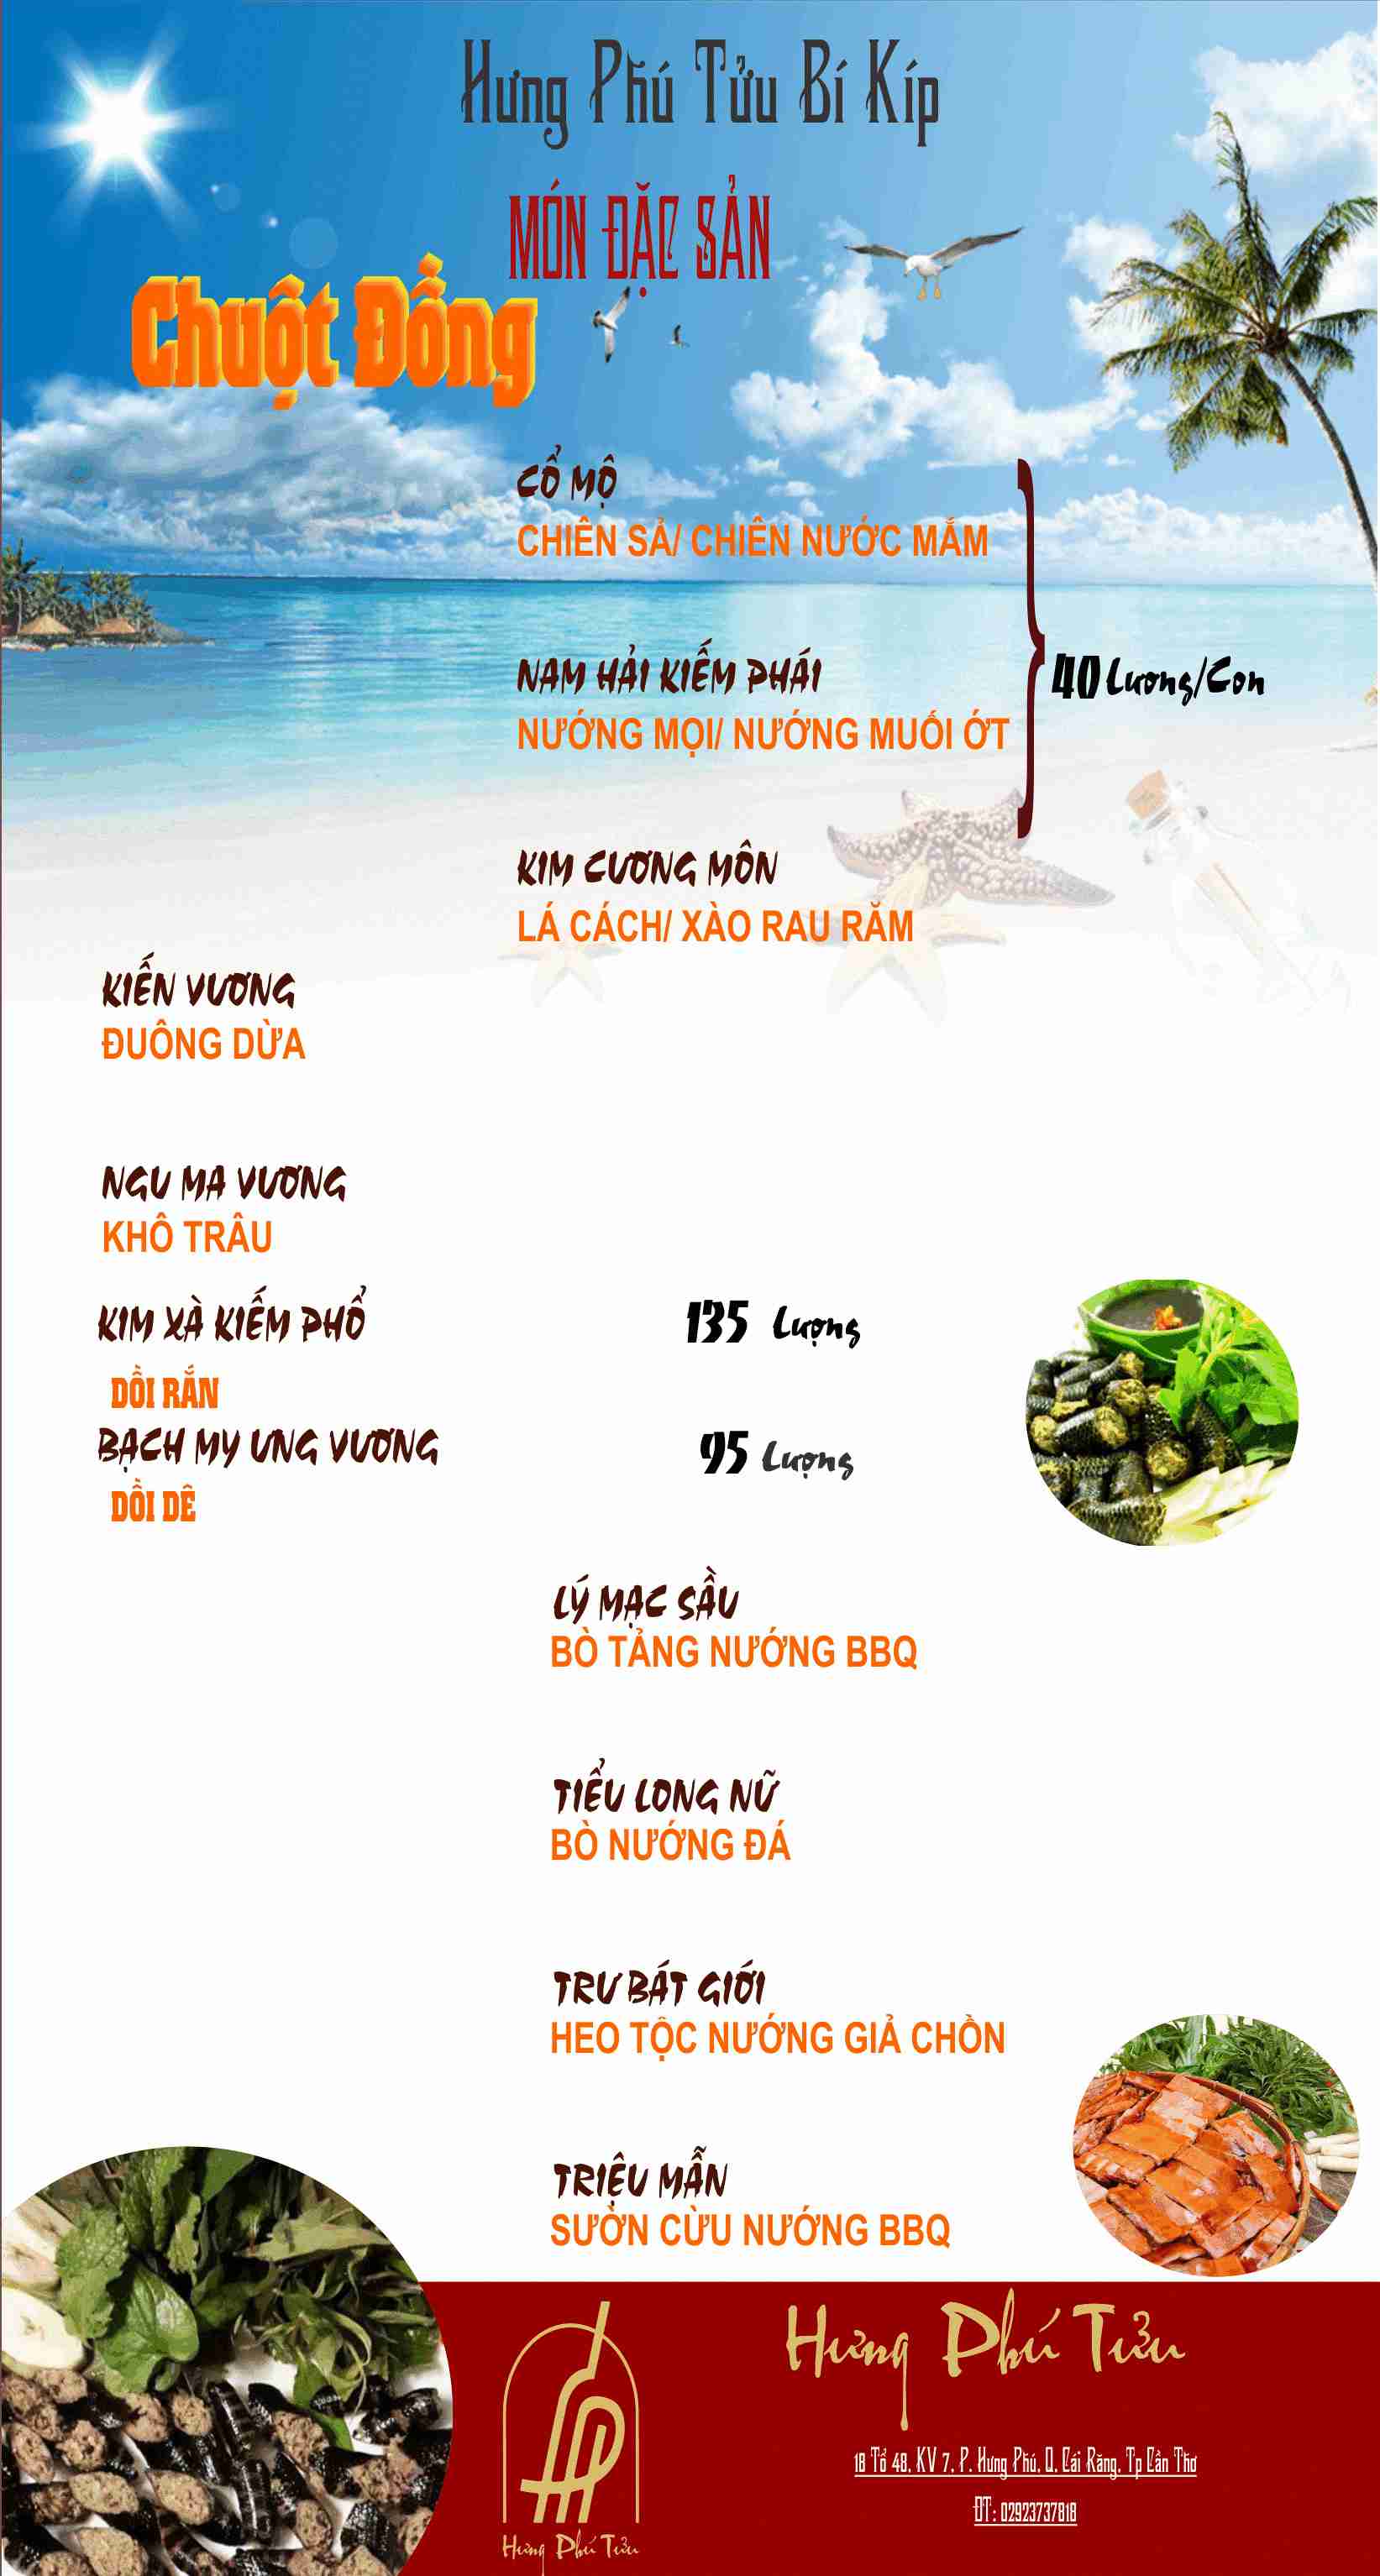 Hưng Phú Tửu Bí Kíp
MÓN ĐẶC SẢN
Chuột Đồng
CỔ MỘ
CHIÊN SẢ/ CHIÊN NƯỚC MẮM
NAM HẢI KIẾM PHÁI
NƯỚNG MỌI/ NƯỚNG MUỐI ỚT
40 Lương/Con
KIM CƯƠNG MÔN
LÁ CÁCH/ XÀO RAU RĂM
KIẾN VƯƠNG
ĐUÔNG DỪA
NGU MA VƯƠNG
KHÔ TRÂU
KIM XÀ KIẾM PHỔ 135 Lượng
DỒI RẮN
BẠCH MY ƯNG VƯƠNG 95 Lượng
DỒI DÊ
LÝ MẠC SẦU
BÒ TẢNG NƯỚNG BBQ
TIỂU LONG NỮ
BÒ NƯỚNG ĐÁ
TRƯ BÁT GIỚI
HEO TỘC NƯỚNG GIẢ CHỒN
TRIỆU MẪN
SƯỜN CỪU NƯỚNG BBQ
Hưng Phú Tửu
18 Tổ 48, KV 7, P. Hưng Phú, Q. Cái Răng, Tp Cần Thơ
ĐT: 02923737818
Hưng Phú Tửu